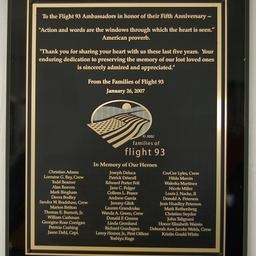 To the Flight 93 Ambassadors in honor of their Fifth Anniversary –
"Action and words are the windows through which the heart is seen."
American proverb.
"Thank you for sharing your heart with us these last five years. Your
enduring dedication to preserving the memory of our lost loved ones
is sincerely admired and appreciated."
From the Families of Flight 93
January 26, 2007
families of
flight 93
In Memory of Our Heroes
Christian Adams
Lorraine G. Bay, Crew
Todd Beamer
Alan Beaven
Mark Bingham
Deora Bodley
Sandra W. Bradshaw, Crew
Marion Britton
Thomas E. Burnett, Jr.
William Cashman
Georgine Rose Corrigan
Patricia Cushing
Jason Dahl, Capt.
Joseph Deluca
Patrick Driscoll
Edward Porter Felt
Jane C. Folger
Colleen L. Fraser
Andrew Garcia
Jeremy Glick
Lauren Grandcolas
Wanda A. Green, Crew
Donald F. Greene
Linda Gronlund
Richard Guadagno
Leroy Homer, Jr., First Officer
Toshiya Kuge
CeeCee Lyles, Crew
Hilda Marcin
Waleska Martinez
Nicole Miller
Louis J. Nacke, II
Donald A. Peterson
Jean Hoadley Peterson
Mark Rothenberg
Christine Snyder
John Talignani
Honor Elizabeth Wainio
Deborah Ann Jacobs Welsh, Crew
Kristin Gould White